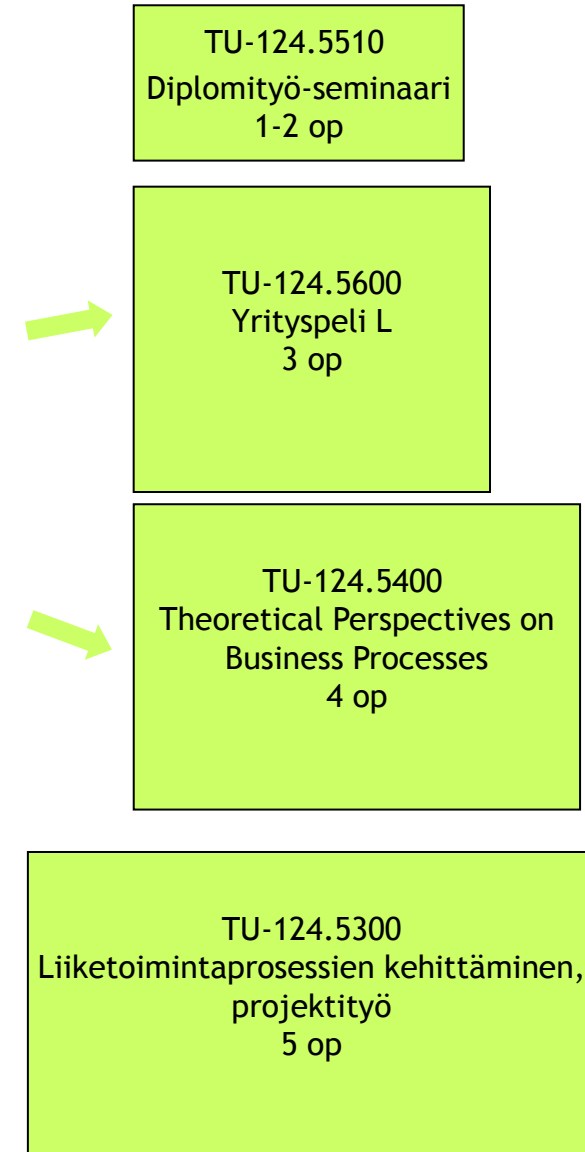 TU-124.5510
Diplomityö-seminaari
1-2 op
TU-124.5600
Yrityspeli L
3 op
TU-124.5400
Theoretical Perspectives on
Business Processes
4 op
TU-124.5300
Liiketoimintaprosessien kehittäminen,
projektityö
5 op